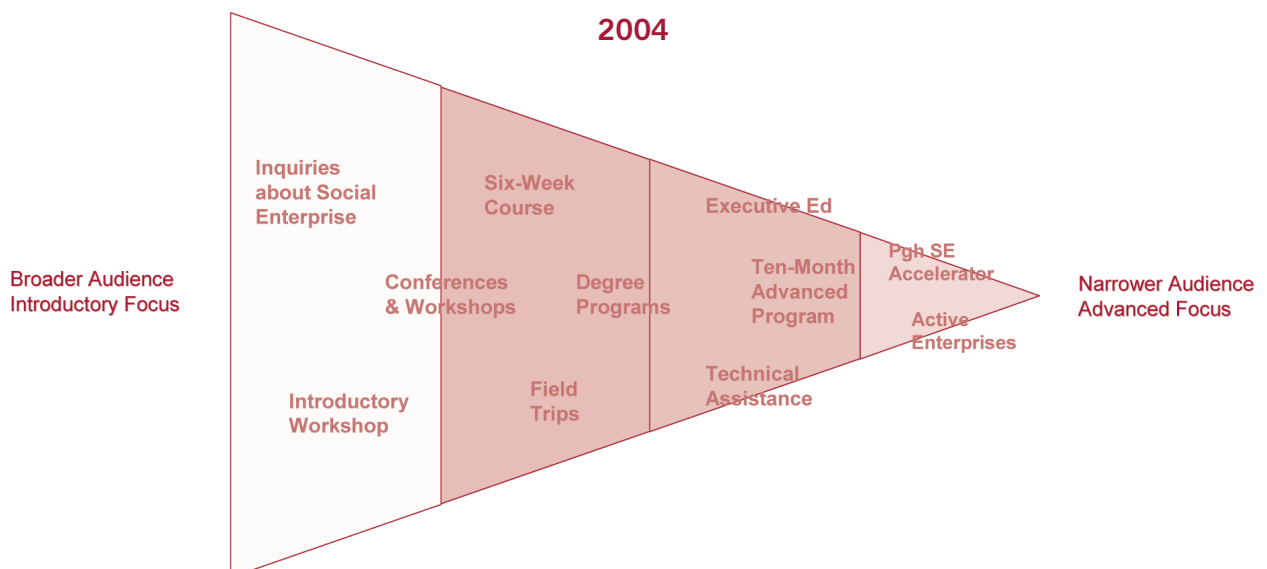 2004
Broader Audience
Introductory Focus
Inquiries
about Social
Enterprise
Introductory
Workshop
Conferences
& Workshops
Six-Week
Course
Degree
Programs
Field
Trips
Executive Ed
Ten-Month
Advanced
Program
Technical
Assistance
Pgh SE
Accelerator
Active
Enterprises
Narrower Audience
Advanced Focus